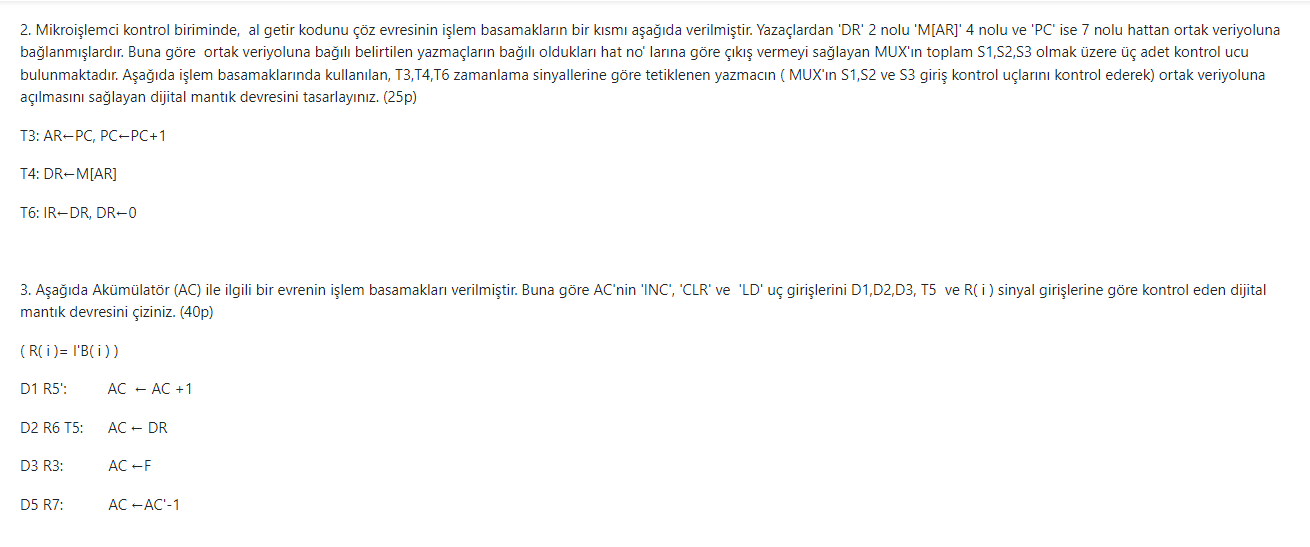 2. Mikroişlemci kontrol biriminde,  al getir kodunu çöz evresinin işlem basamakların bir kısmı aşağıda verilmiştir. Yazaçlardan 'DR' 2 nolu 'M[AR]' 4 nolu ve 'PC' ise 7 nolu hattan ortak veriyoluna
bağlanmışlardır. Buna göre  ortak veriyoluna bağılı belirtilen yazmaçların bağılı oldukları hat no' larına göre çıkış vermeyi sağlayan MUX'ın toplam S1,S2,S3 olmak üzere üç adet kontrol ucu
bulunmaktadır. Aşağıda işlem basamaklarında kullanılan, T3,T4,T6 zamanlama sinyallerine göre tetiklenen yazmacın ( MUX'ın S1,S2 ve S3 giriş kontrol uçlarını kontrol ederek) ortak veriyoluna
açılmasını sağlayan dijital mantık devresini tasarlayınız. (25p)
T3: AR←PC, PC←PC+1
T4: DR←M[AR]
T6: IR←DR, DR←0
3. Aşağıda Akümülatör (AC) ile ilgili bir evrenin işlem basamakları verilmiştir. Buna göre AC'nin 'INC', 'CLR' ve  'LD' uç girişlerini D1,D2,D3, T5  ve R( i ) sinyal girişlerine göre kontrol eden dijital
mantık devresini çiziniz. (40p)
( R( i )= I'B( i ) )
D1 R5': AC ← AC +1
D2 R6 T5: AC ← DR
D3 R3: AC ←F
D5 R7: AC ←AC'-1